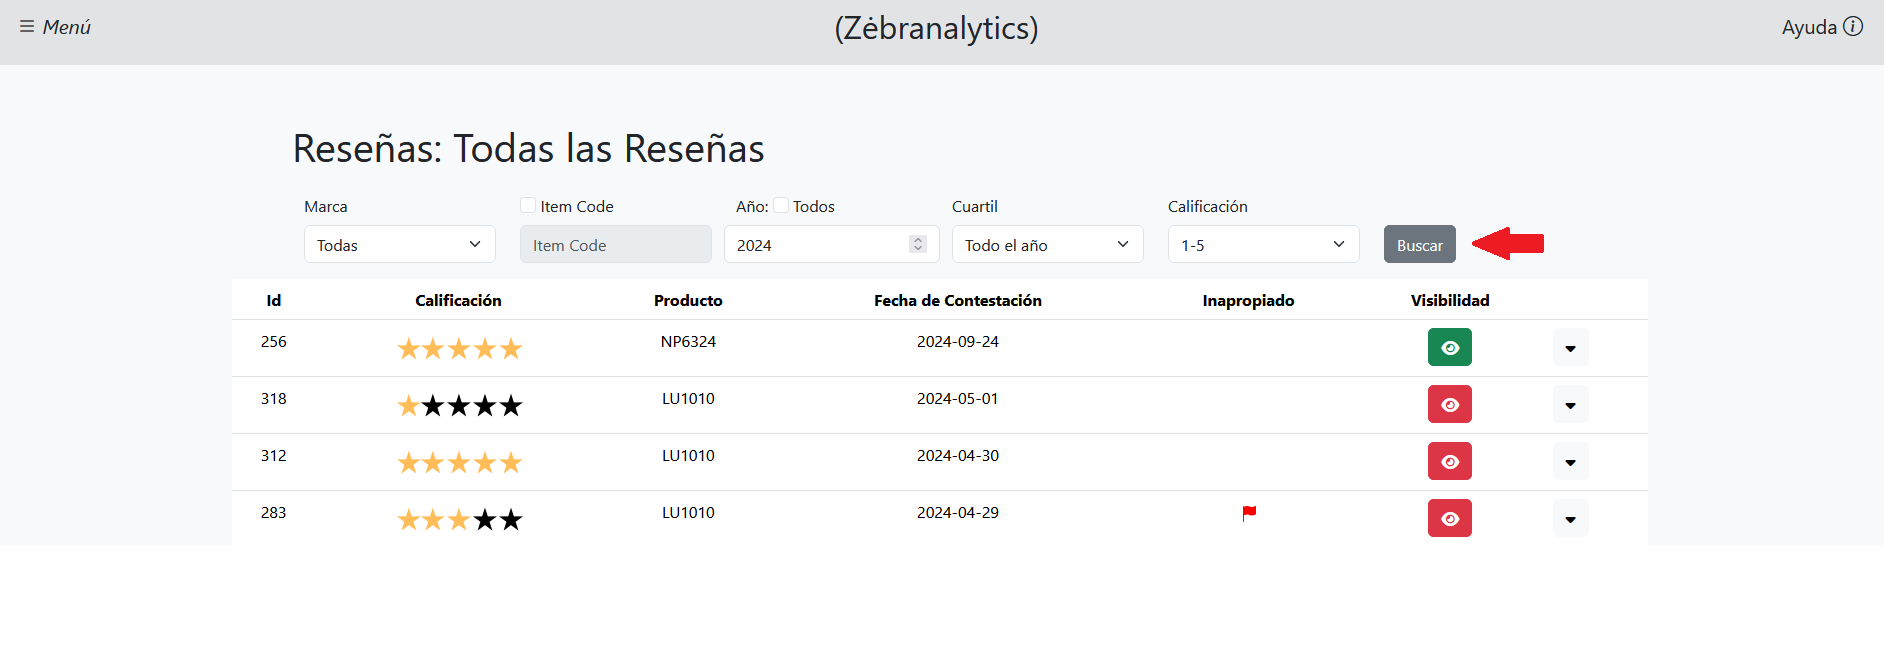 Menú
(Zėbranalytics)
Ayuda
Reseñas: Todas las Reseñas
Marca Item Code Año: Todos Cuartil Calificación
Todas Item Code 2024 Todo el año 1-5 Buscar
Id Calificación Producto Fecha de Contestación Inapropiado Visibilidad
256 NP6324 2024-09-24
318 LU1010 2024-05-01
312 LU1010 2024-04-30
283 LU1010 2024-04-29